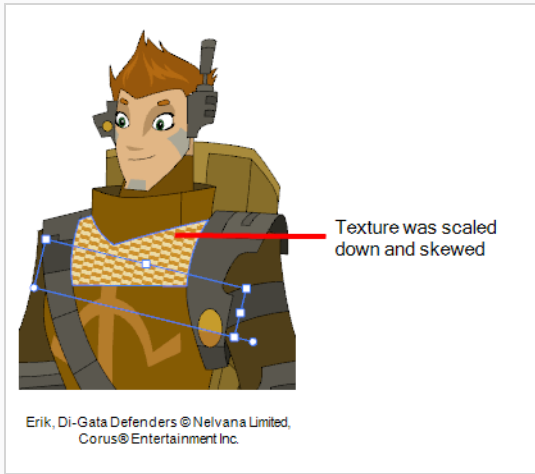 Texture was scaled
down and skewed
Erik, Di-Gata Defenders © Nelvana Limited,
Corus® Entertainment Inc.